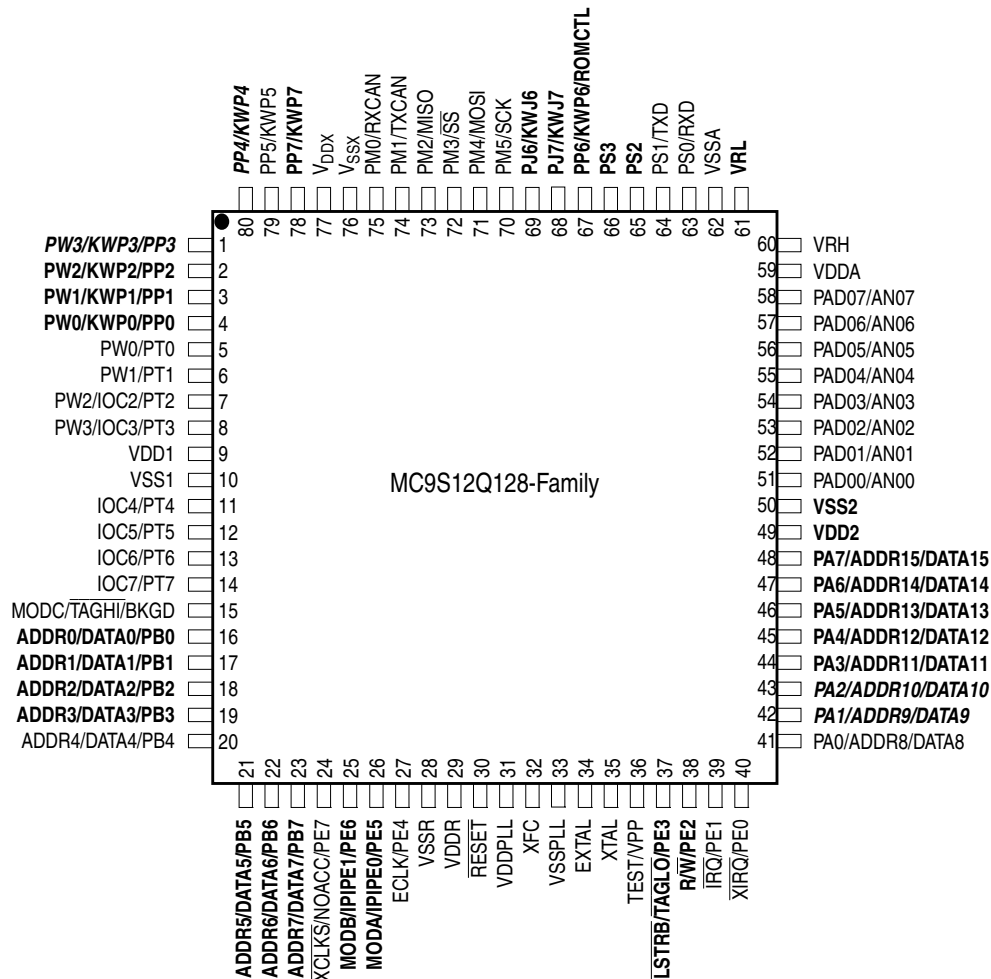 PP4/KWP4
PP5/KWP5
PP7/KWP7
VDDX
VSSX
PM0/RXCAN
PM1/TXCAN
PM2/MISO
PM3/S̅S̅
PM4/MOSI
PM5/SCK
PJ6/KWJ6
PJ7/KWJ7
PP6/KWP6/ROMCTL
PS3
PS2
PS1/TXD
PS0/RXD
VSSA
VRL
80
79
78
77
76
75
74
73
72
71
70
69
68
67
66
65
64
63
62
61
PW3/KWP3/PP3 1
PW2/KWP2/PP2 2
PW1/KWP1/PP1 3
PW0/KWP0/PP0 4
PW0/PT0 5
PW1/PT1 6
PW2/IOC2/PT2 7
PW3/IOC3/PT3 8
VDD1 9
VSS1 10
IOC4/PT4 11
IOC5/PT5 12
IOC6/PT6 13
IOC7/PT7 14
MODC/T̅A̅G̅H̅I̅/BKGD 15
ADDR0/DATA0/PB0 16
ADDR1/DATA1/PB1 17
ADDR2/DATA2/PB2 18
ADDR3/DATA3/PB3 19
ADDR4/DATA4/PB4 20
MC9S12Q128-Family
60 VRH
59 VDDA
58 PAD07/AN07
57 PAD06/AN06
56 PAD05/AN05
55 PAD04/AN04
54 PAD03/AN03
53 PAD02/AN02
52 PAD01/AN01
51 PAD00/AN00
50 VSS2
49 VDD2
48 PA7/ADDR15/DATA15
47 PA6/ADDR14/DATA14
46 PA5/ADDR13/DATA13
45 PA4/ADDR12/DATA12
44 PA3/ADDR11/DATA11
43 PA2/ADDR10/DATA10
42 PA1/ADDR9/DATA9
41 PA0/ADDR8/DATA8
21
22
23
24
25
26
27
28
29
30
31
32
33
34
35
36
37
38
39
40
ADDR5/DATA5/PB5
ADDR6/DATA6/PB6
ADDR7/DATA7/PB7
X̅C̅L̅K̅S̅/NOACC/PE7
MODB/IPIPE1/PE6
MODA/IPIPE0/PE5
ECLK/PE4
VSSR
VDDR
R̅E̅S̅E̅T̅
VDDPLL
XFC
VSSPLL
EXTAL
XTAL
TEST/VPP
L̅S̅T̅R̅B̅/T̅A̅G̅L̅O̅/PE3
R/W̅/PE2
I̅R̅Q̅/PE1
X̅I̅R̅Q̅/PE0